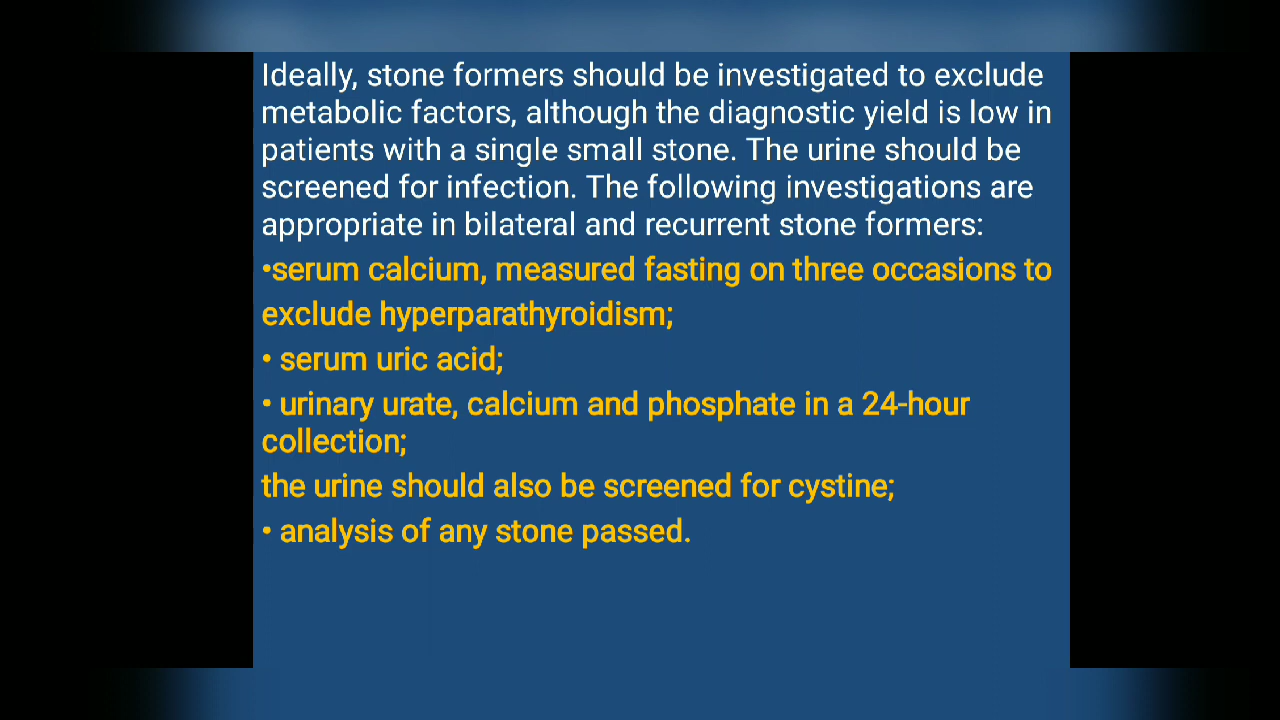 Ideally, stone formers should be investigated to exclude
metabolic factors, although the diagnostic yield is low in
patients with a single small stone. The urine should be
screened for infection. The following investigations are
appropriate in bilateral and recurrent stone formers:
•serum calcium, measured fasting on three occasions to
exclude hyperparathyroidism;
• serum uric acid;
• urinary urate, calcium and phosphate in a 24-hour
collection;
the urine should also be screened for cystine;
• analysis of any stone passed.